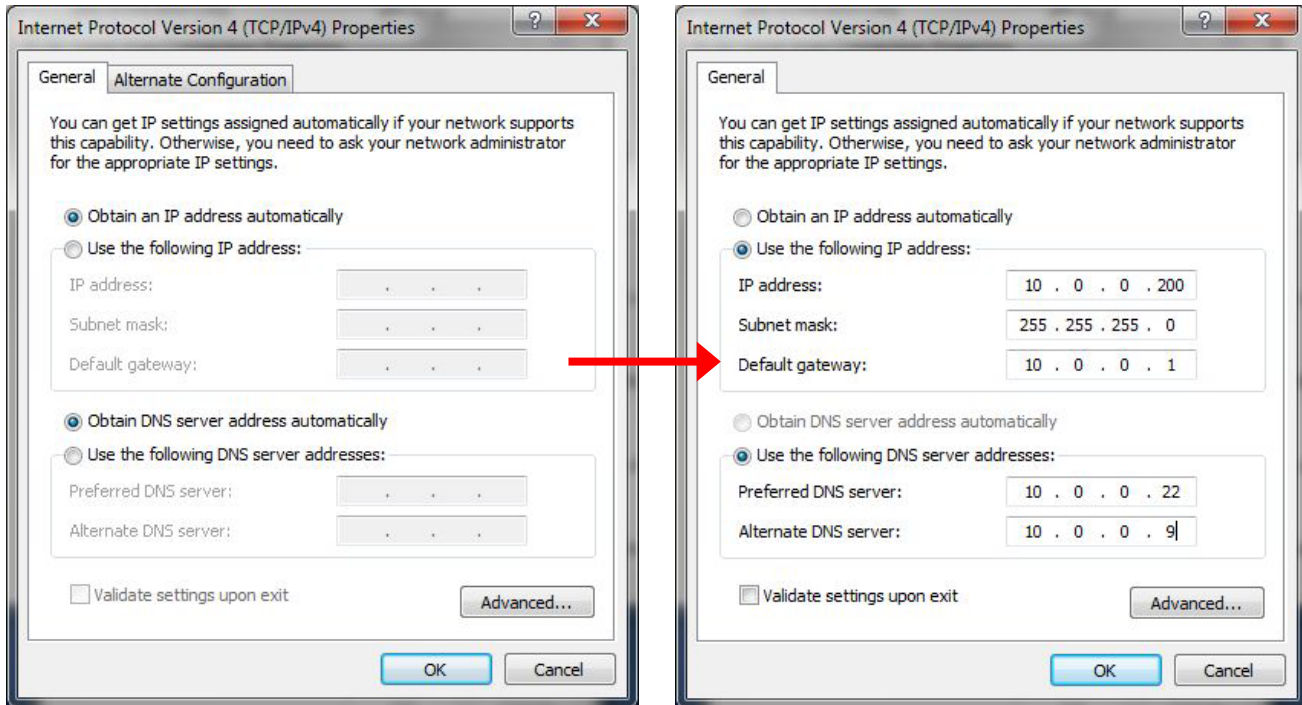 Internet Protocol Version 4 (TCP/IPv4) Properties
General
Alternate Configuration
You can get IP settings assigned automatically if your network supports
this capability. Otherwise, you need to ask your network administrator
for the appropriate IP settings.
Obtain an IP address automatically
Use the following IP address:
IP address:
. . .
Subnet mask:
. . .
Default gateway:
. . .
Obtain DNS server address automatically
Use the following DNS server addresses:
Preferred DNS server:
. . .
Alternate DNS server:
. . .
Validate settings upon exit
Advanced...
OK
Cancel
Internet Protocol Version 4 (TCP/IPv4) Properties
General
You can get IP settings assigned automatically if your network supports
this capability. Otherwise, you need to ask your network administrator
for the appropriate IP settings.
Obtain an IP address automatically
Use the following IP address:
IP address: 10 . 0 . 0 . 200
Subnet mask: 255 . 255 . 255 . 0
Default gateway: 10 . 0 . 0 . 1
Obtain DNS server address automatically
Use the following DNS server addresses:
Preferred DNS server: 10 . 0 . 0 . 22
Alternate DNS server: 10 . 0 . 0 . 9
Validate settings upon exit
Advanced...
OK
Cancel